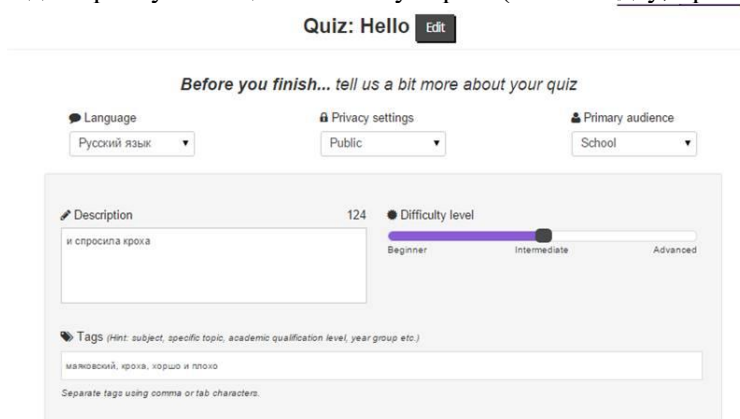 Quiz: Hello Edit
Before you finish... tell us a bit more about your quiz
Language Privacy settings Primary audience
Русский язык Public School
Description 124 Difficulty level
и спросила кроха
Beginner Intermediate Advanced
Tags (Hint: subject, specific topic, academic qualification level, year group etc.)
маяковский, кроха, хоршо и плохо
Separate tags using comma or tab characters.